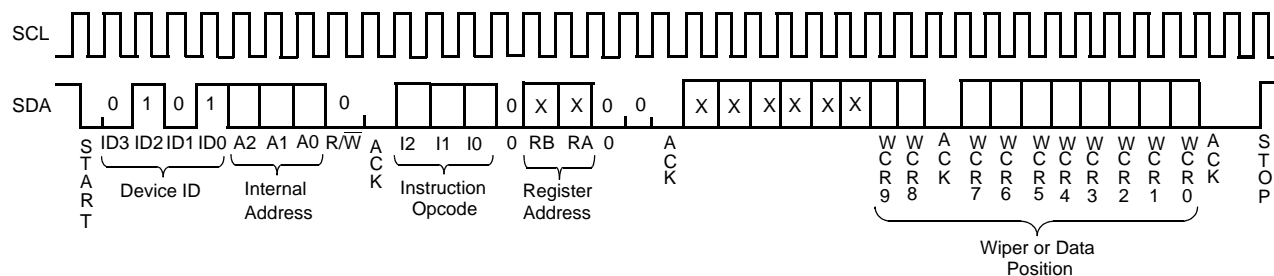 SCL
SDA 0 1 0 1 0 0 X X 0 0 X X X X X X
START ID3 ID2 ID1 ID0 A2 A1 A0 R/W ACK I2 I1 I0 0 RB RA 0 ACK WCR9 WCR8 ACK WCR7 WCR6 WCR5 WCR4 WCR3 WCR2 WCR1 WCR0 ACK STOP
Device ID
Internal
Address
Instruction
Opcode
Register
Address
Wiper or Data
Position